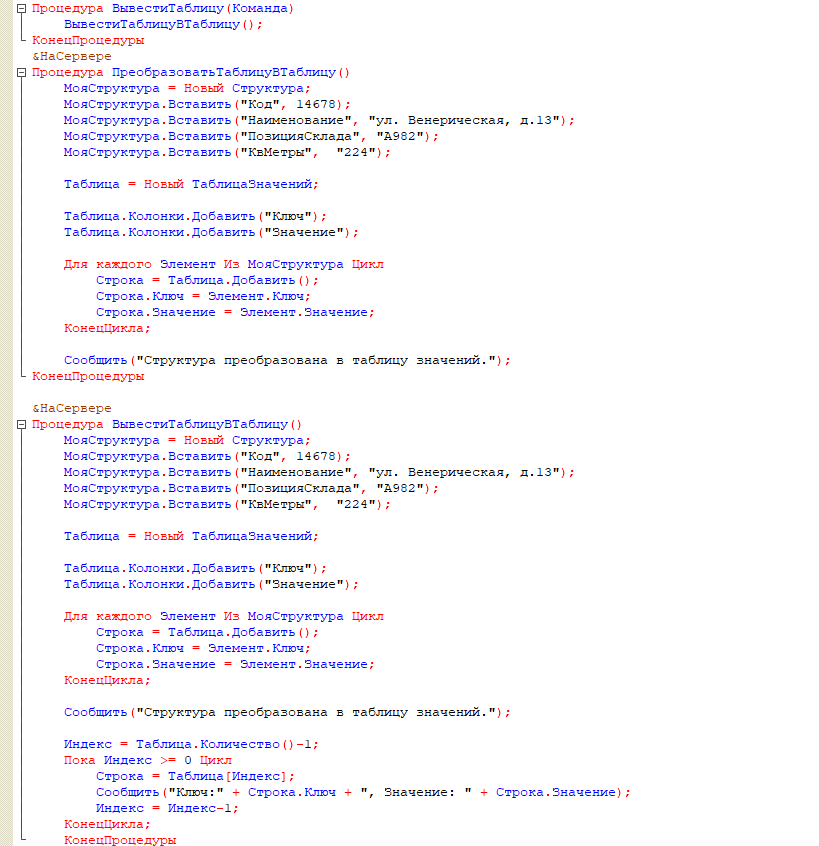 Процедура ВывестиТаблицу(Команда)
    ВывестиТаблицуВТаблицу();
КонецПроцедуры
&НаСервере
Процедура ПреобразоватьТаблицуВТаблицу()
    МояСтруктура = Новый Структура;
    МояСтруктура.Вставить("Код", 14678);
    МояСтруктура.Вставить("Наименование", "ул. Венерическая, д.13");
    МояСтруктура.Вставить("ПозицияСклада", "А982");
    МояСтруктура.Вставить("КвМетры",  "224");

    Таблица = Новый ТаблицаЗначений;

    Таблица.Колонки.Добавить("Ключ");
    Таблица.Колонки.Добавить("Значение");

    Для каждого Элемент Из МояСтруктура Цикл
        Строка = Таблица.Добавить();
        Строка.Ключ = Элемент.Ключ;
        Строка.Значение = Элемент.Значение;
    КонецЦикла;

    Сообщить("Структура преобразована в таблицу значений.");
КонецПроцедуры

&НаСервере
Процедура ВывестиТаблицуВТаблицу()
    МояСтруктура = Новый Структура;
    МояСтруктура.Вставить("Код", 14678);
    МояСтруктура.Вставить("Наименование", "ул. Венерическая, д.13");
    МояСтруктура.Вставить("ПозицияСклада", "А982");
    МояСтруктура.Вставить("КвМетры",  "224");

    Таблица = Новый ТаблицаЗначений;

    Таблица.Колонки.Добавить("Ключ");
    Таблица.Колонки.Добавить("Значение");

    Для каждого Элемент Из МояСтруктура Цикл
        Строка = Таблица.Добавить();
        Строка.Ключ = Элемент.Ключ;
        Строка.Значение = Элемент.Значение;
    КонецЦикла;

    Сообщить("Структура преобразована в таблицу значений.");

    Индекс = Таблица.Количество()-1;
    Пока Индекс >= 0 Цикл
        Строка = Таблица[Индекс];
        Сообщить("Ключ:" + Строка.Ключ + ", Значение: " + Строка.Значение);
        Индекс = Индекс-1;
    КонецЦикла;
    КонецПроцедуры